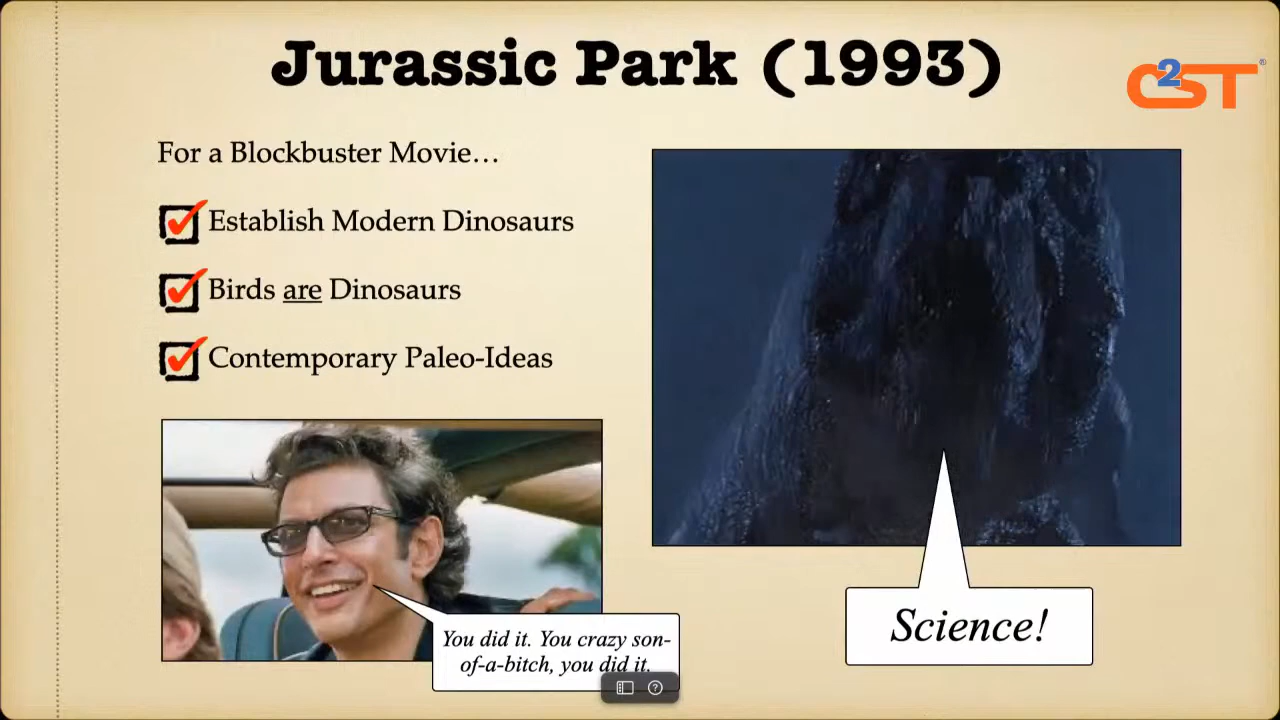 Jurassic Park (1993)
C2ST®
For a Blockbuster Movie…
Establish Modern Dinosaurs
Birds are Dinosaurs
Contemporary Paleo-Ideas
You did it. You crazy son-
of-a-bitch, you did it.
Science!